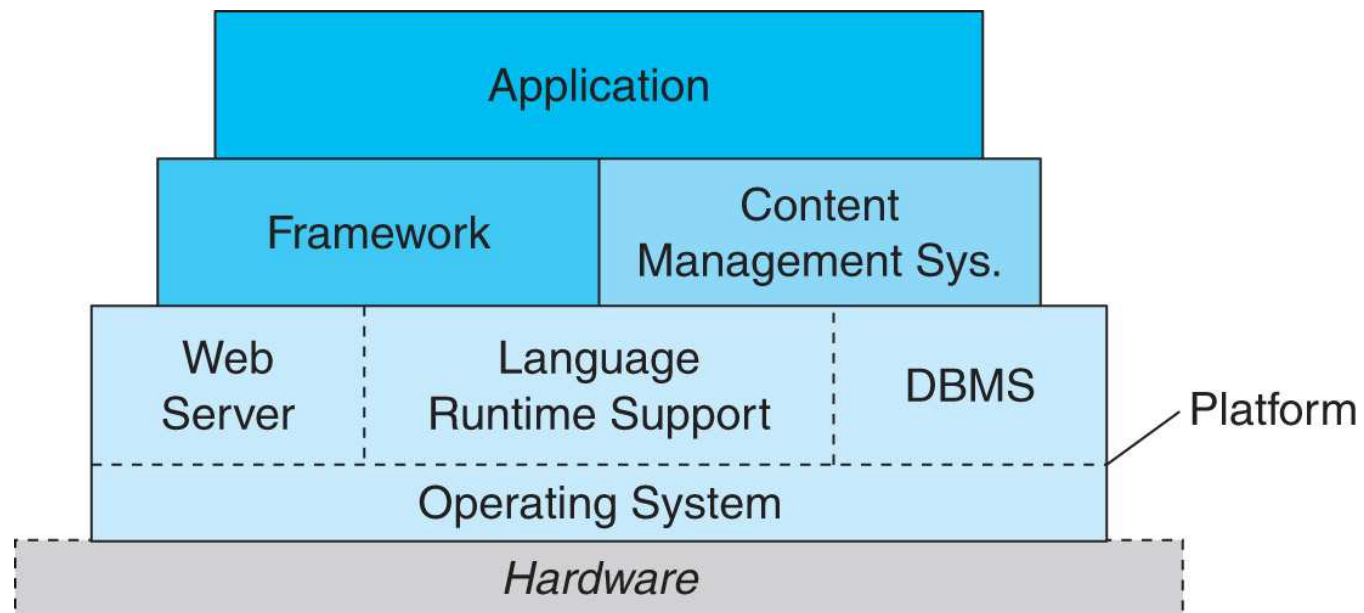 Application
Framework
Content
Management Sys.
Web
Server
Language
Runtime Support
DBMS
Platform
Operating System
Hardware